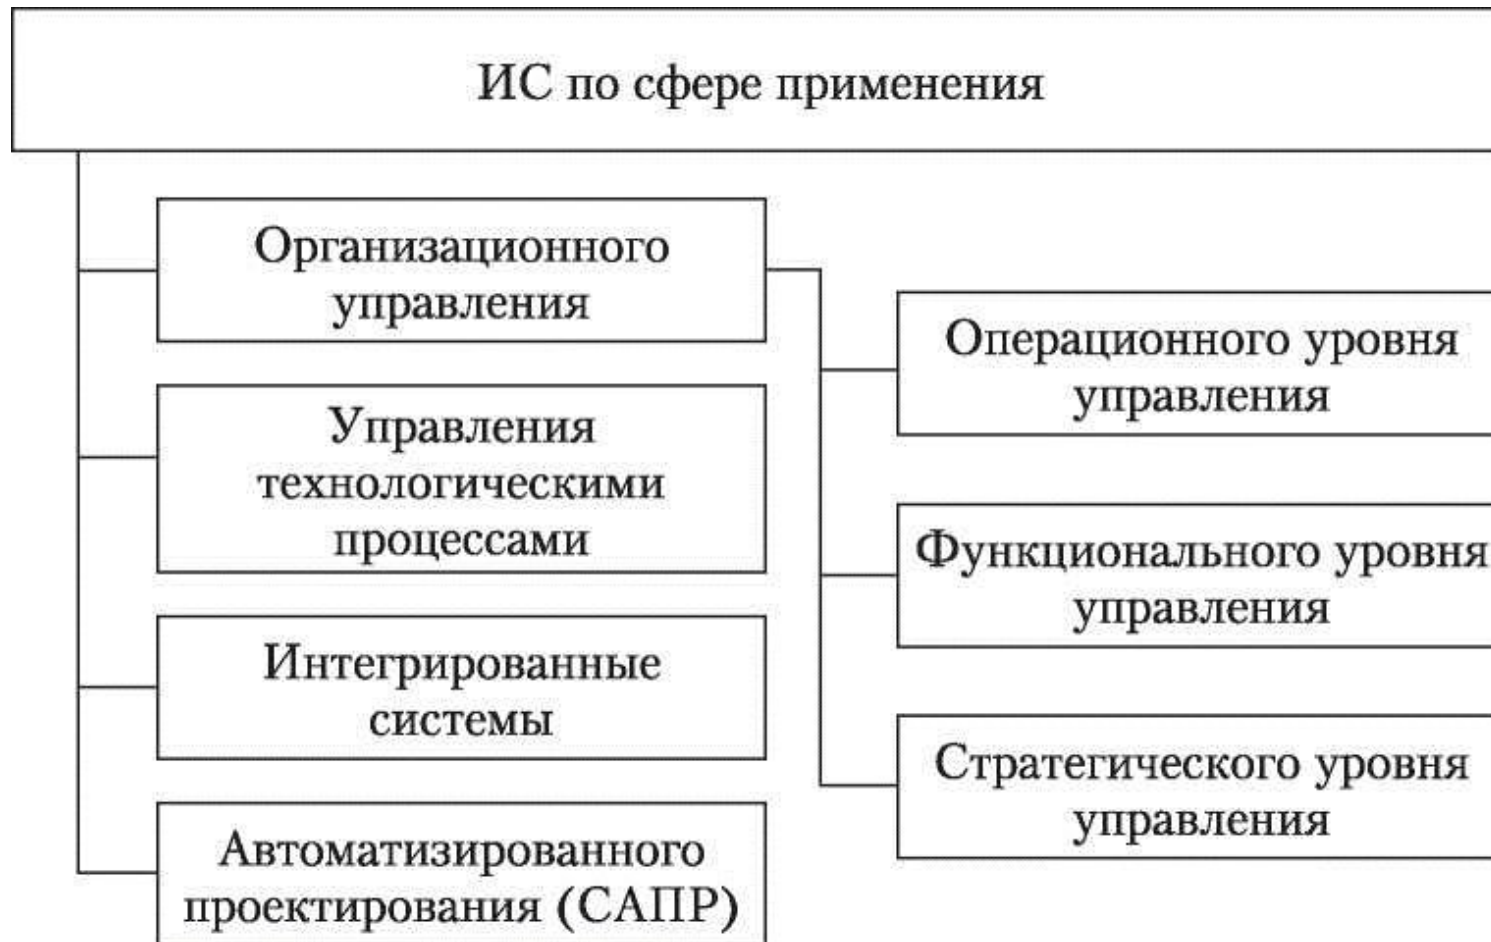 ИС по сфере применения
Организационного
управления
Управления
технологическими
процессами
Интегрированные
системы
Автоматизированного
проектирования (САПР)
Операционного уровня
управления
Функционального уровня
управления
Стратегического уровня
управления